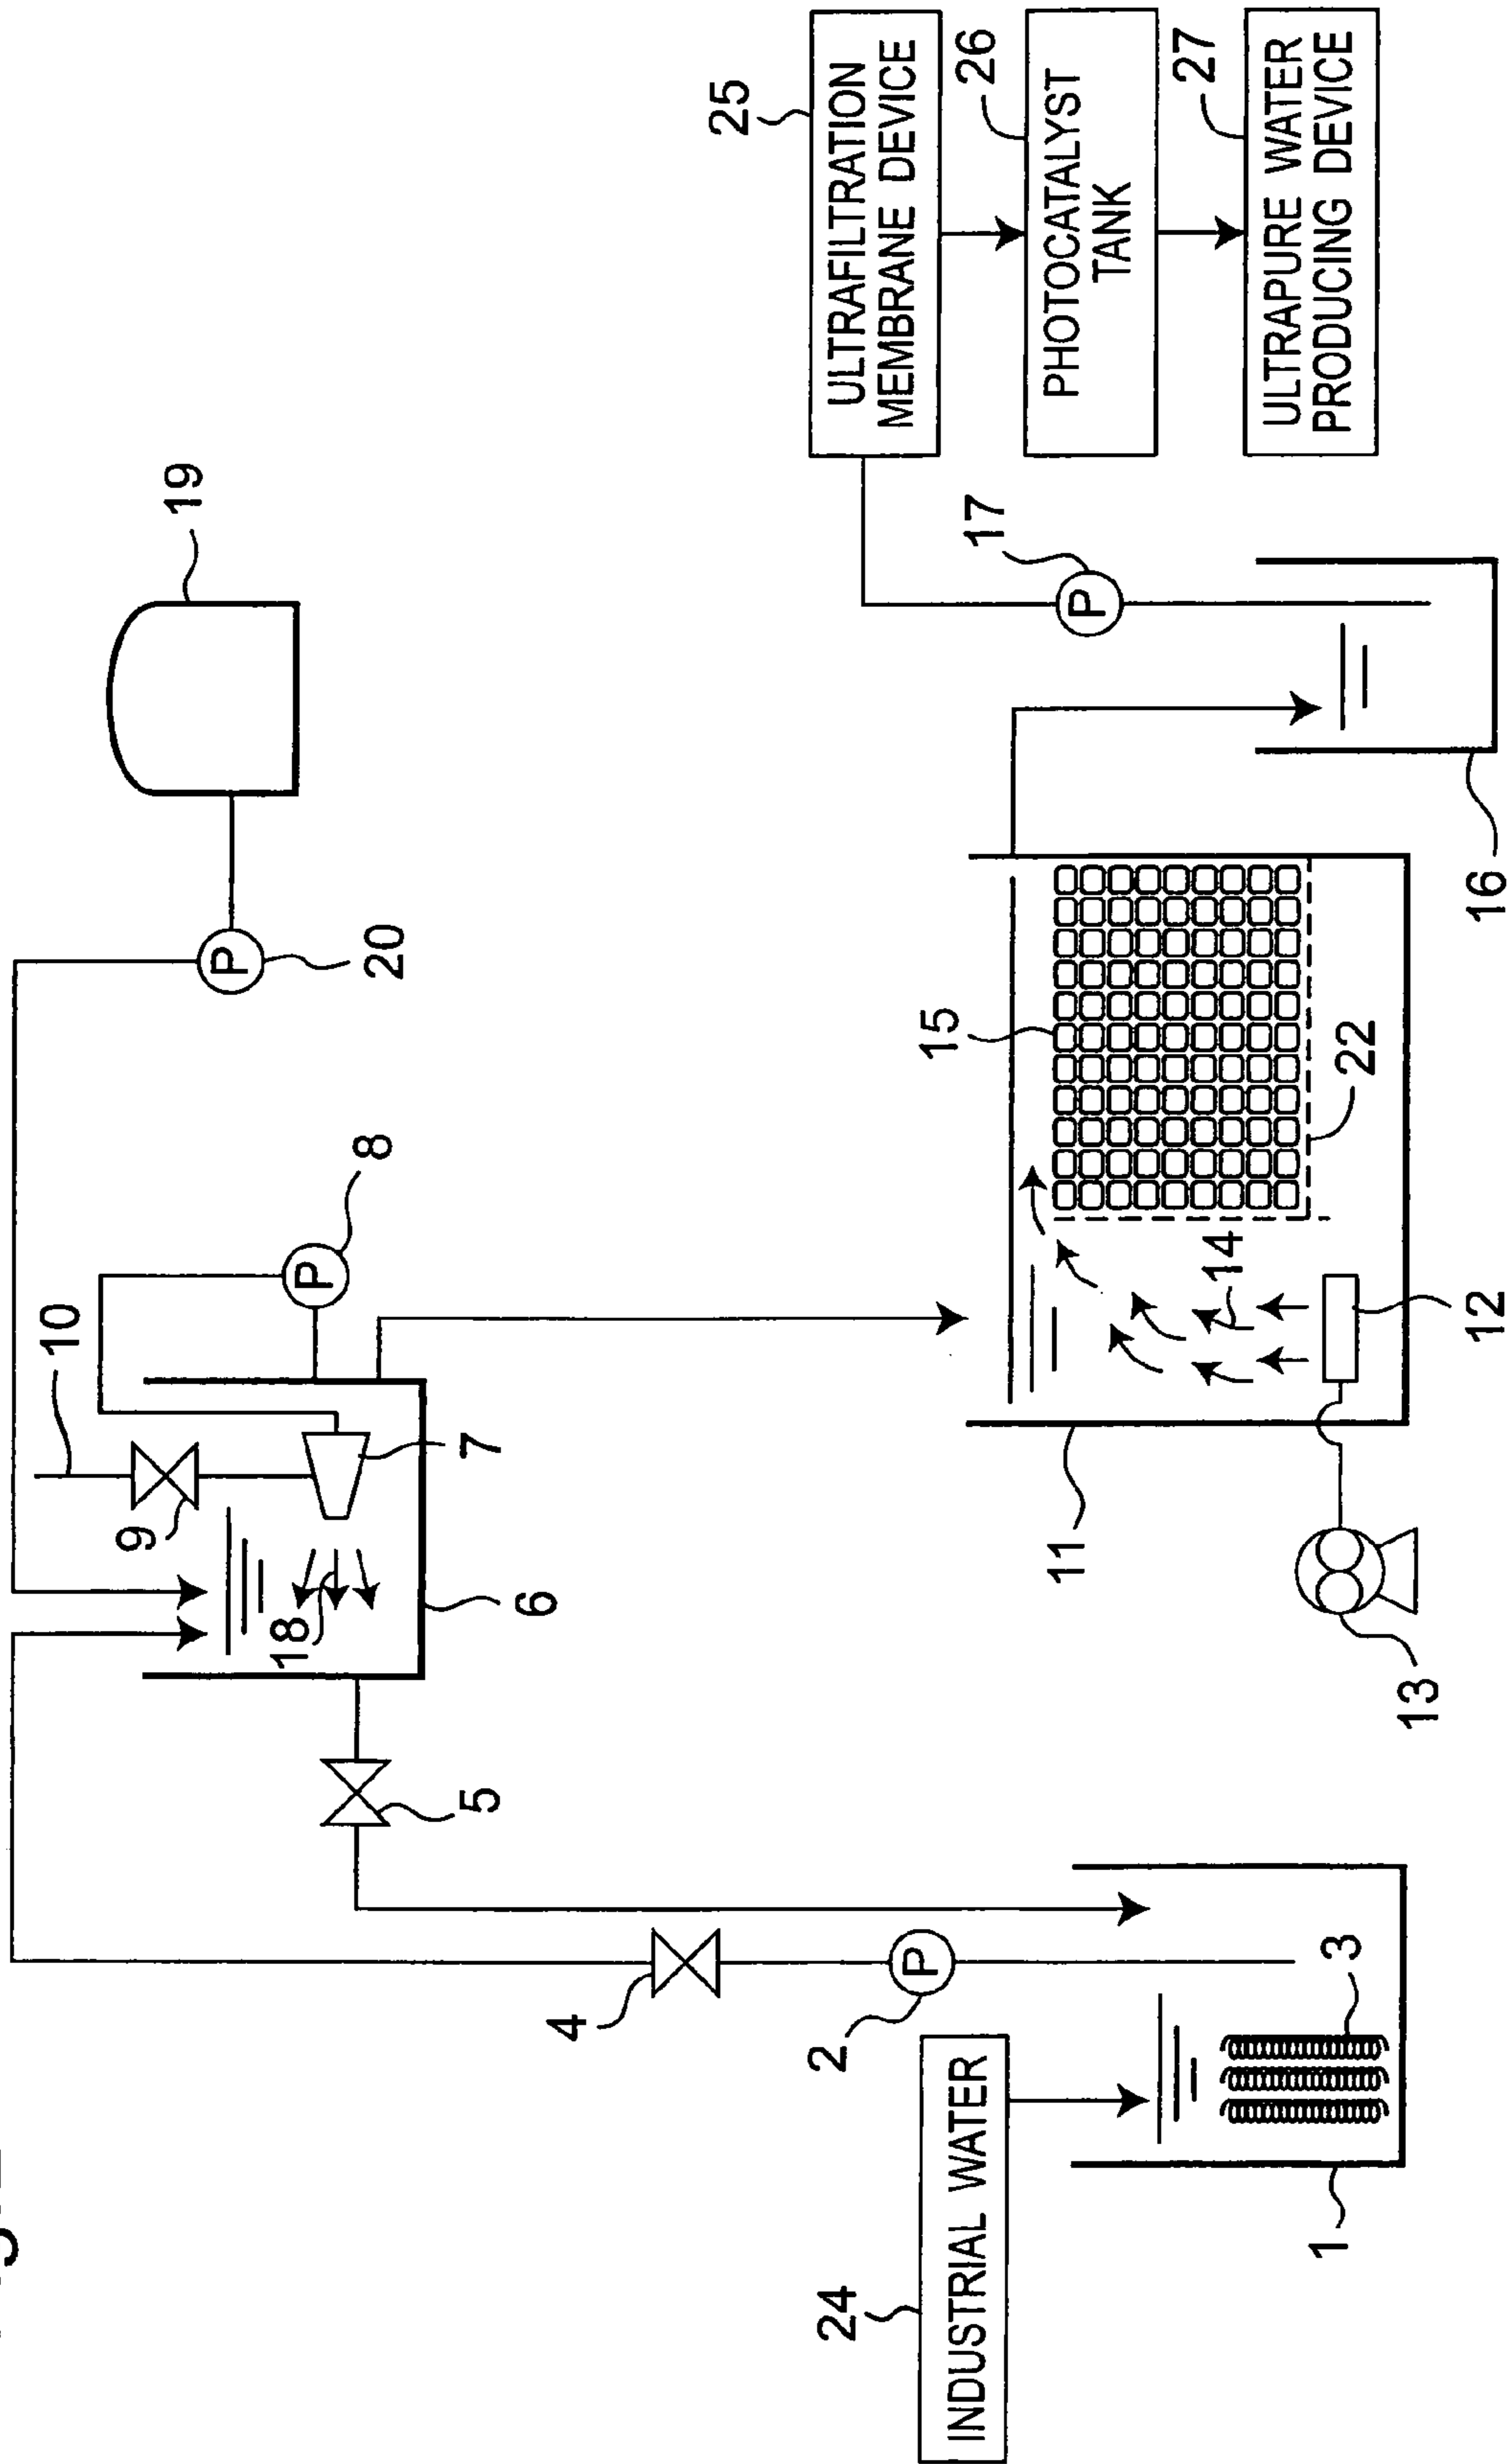 10
9
19
P
18
P
8
20
5
7
6
4
25
2
24
ULTRAFILTRATION
MEMBRANE DEVICE
P
15
INDUSTRIAL WATER
26
17
PHOTOCATALYST
TANK
P
11
27
14
ULTRAPURE WATER
PRODUCING DEVICE
1
3
22
13
12
16